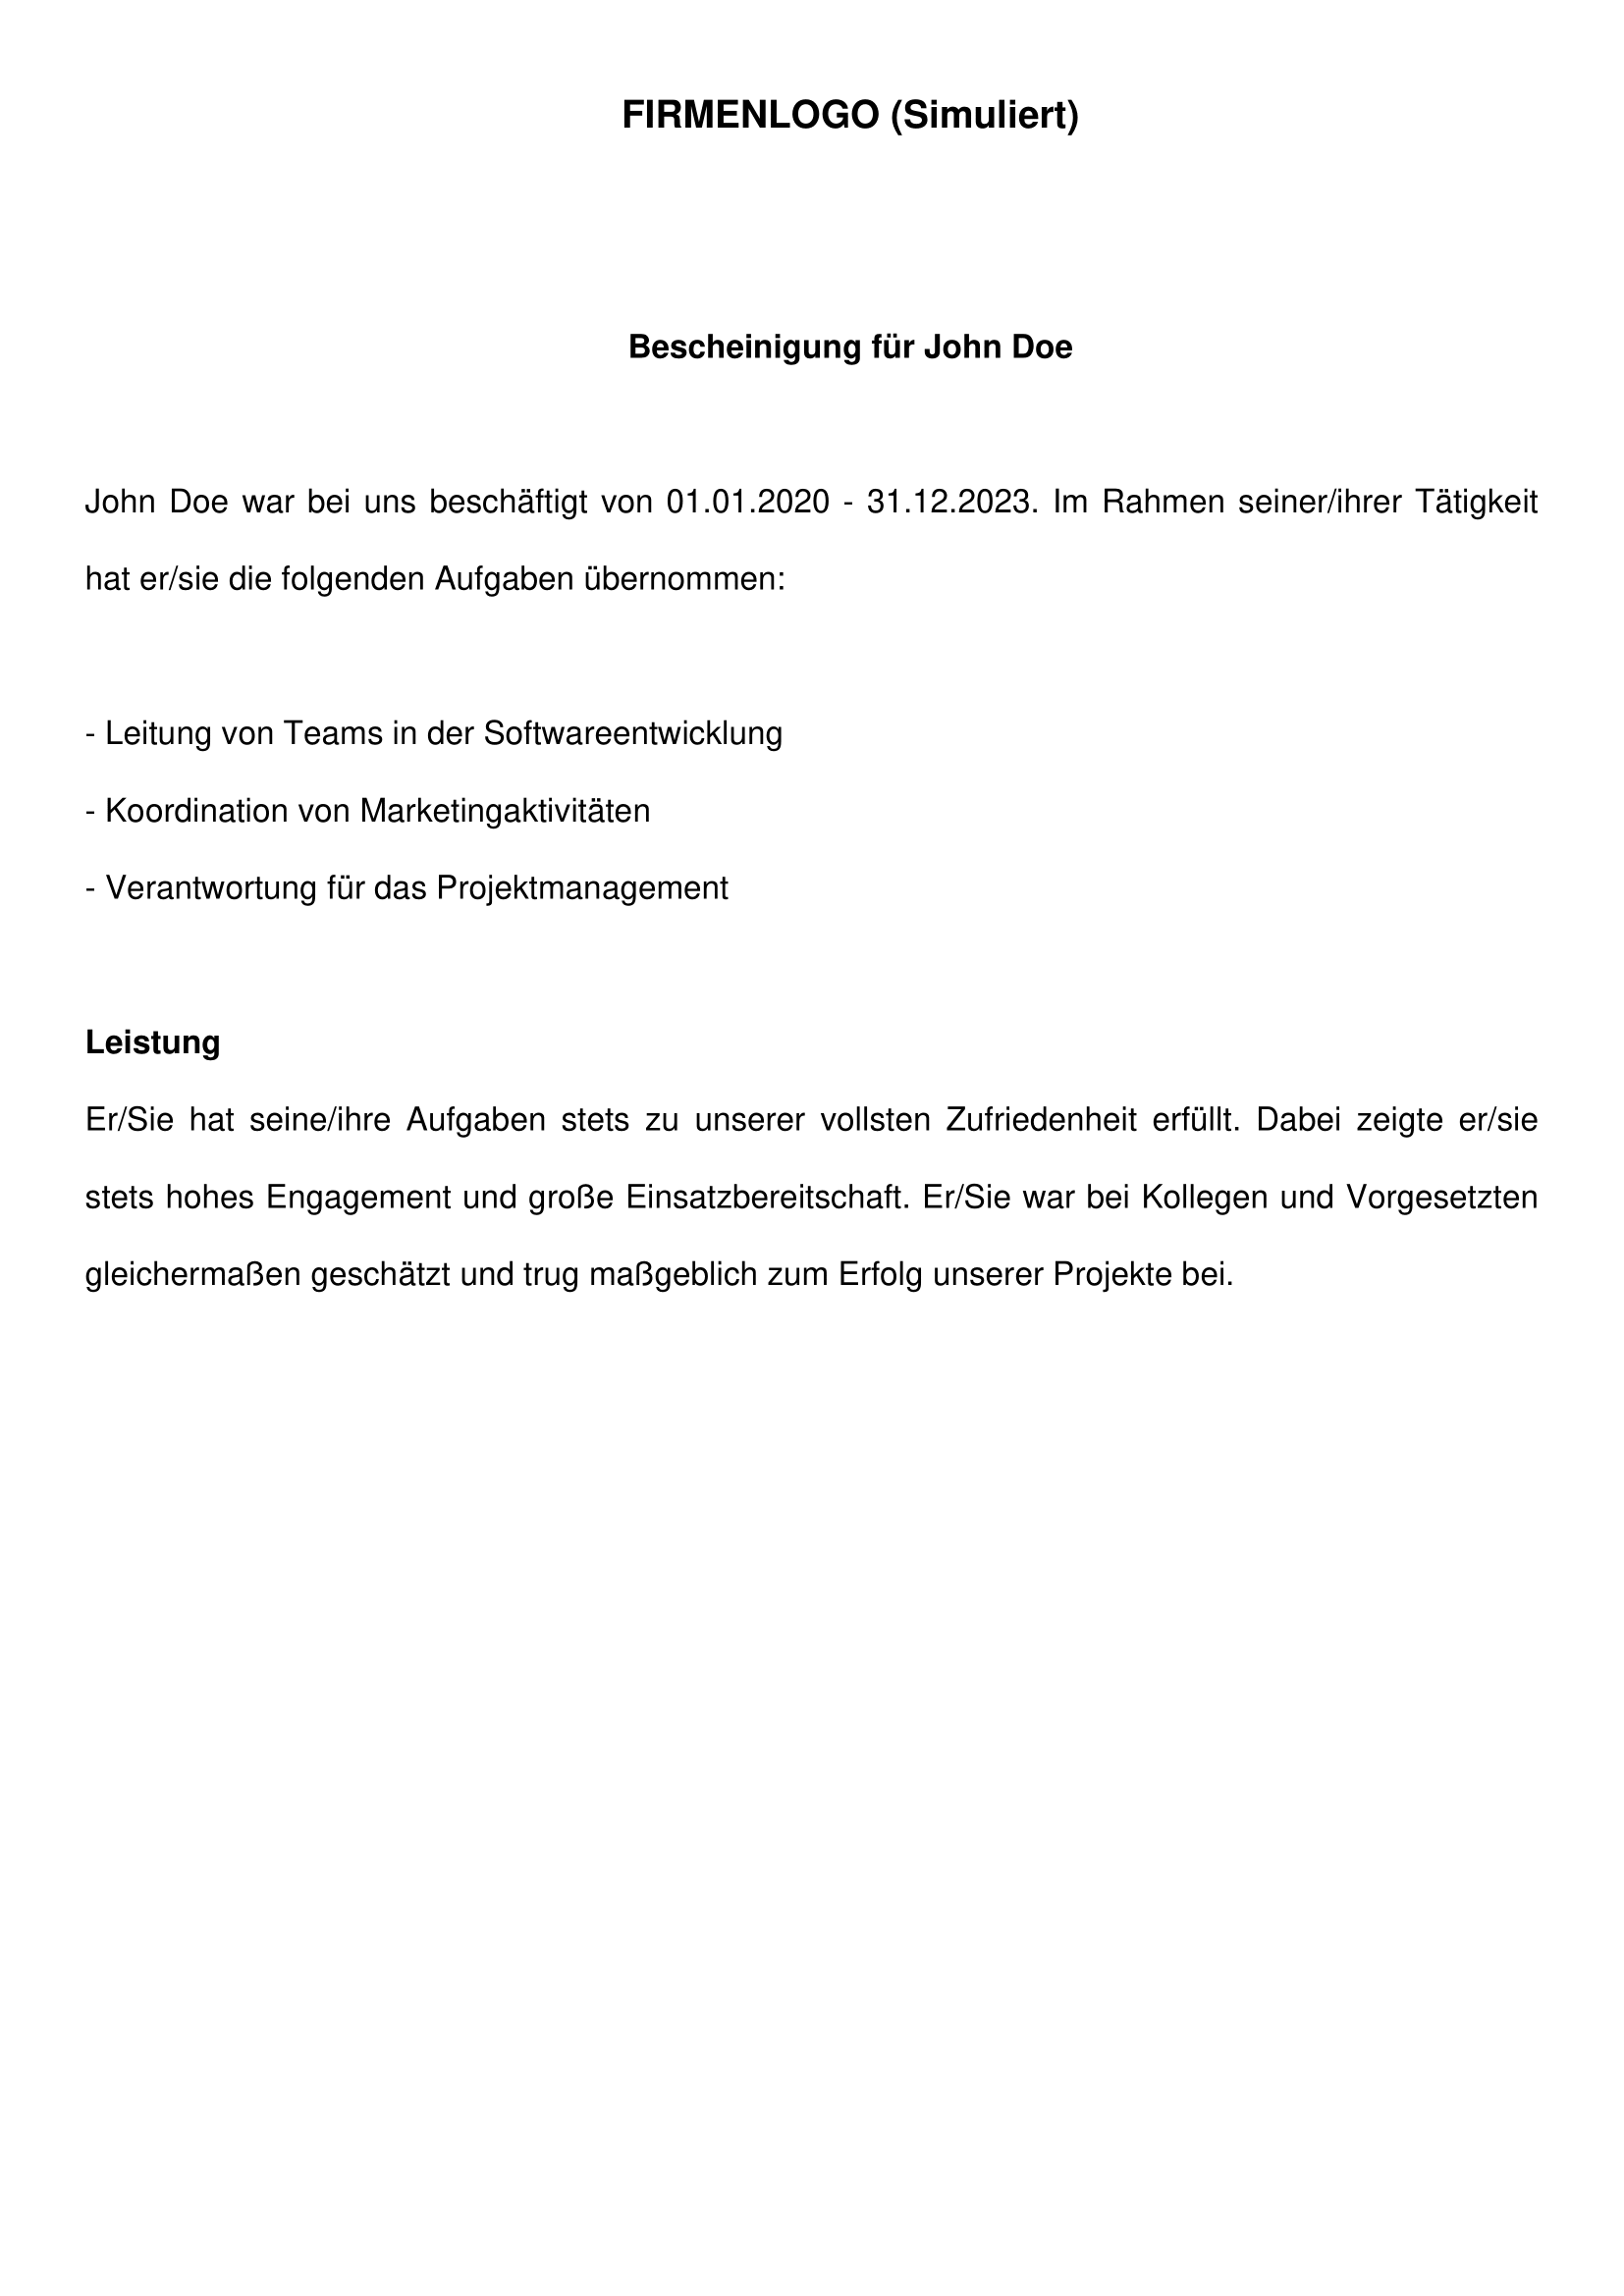 FIRMENLOGO (Simuliert)
Bescheinigung für John Doe
John Doe war bei uns beschäftigt von 01.01.2020 - 31.12.2023. Im Rahmen seiner/ihrer Tätigkeit
hat er/sie die folgenden Aufgaben übernommen:
- Leitung von Teams in der Softwareentwicklung
- Koordination von Marketingaktivitäten
- Verantwortung für das Projektmanagement
Leistung
Er/Sie hat seine/ihre Aufgaben stets zu unserer vollsten Zufriedenheit erfüllt. Dabei zeigte er/sie
stets hohes Engagement und große Einsatzbereitschaft. Er/Sie war bei Kollegen und Vorgesetzten
gleichermaßen geschätzt und trug maßgeblich zum Erfolg unserer Projekte bei.